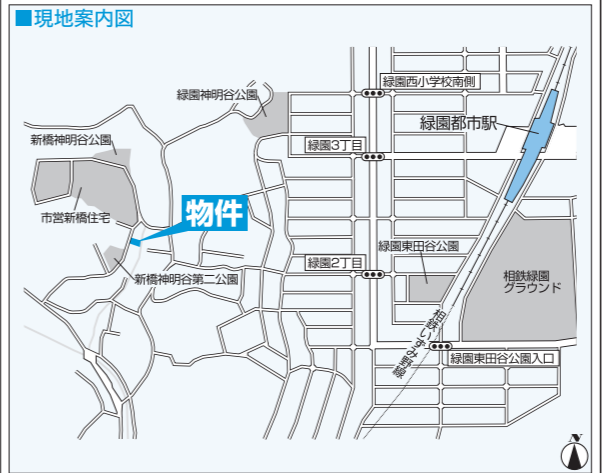 ■現地案内図
緑園西小学校南側
緑園神明谷公園
緑園都市駅
新橋神明谷公園
緑園3丁目
市営新橋住宅
物件
緑園東田谷公園
新橋神明谷第二公園
緑園2丁目
相鉄緑園
グラウンド
相鉄いずみ野線
緑園東田谷公園入口
N